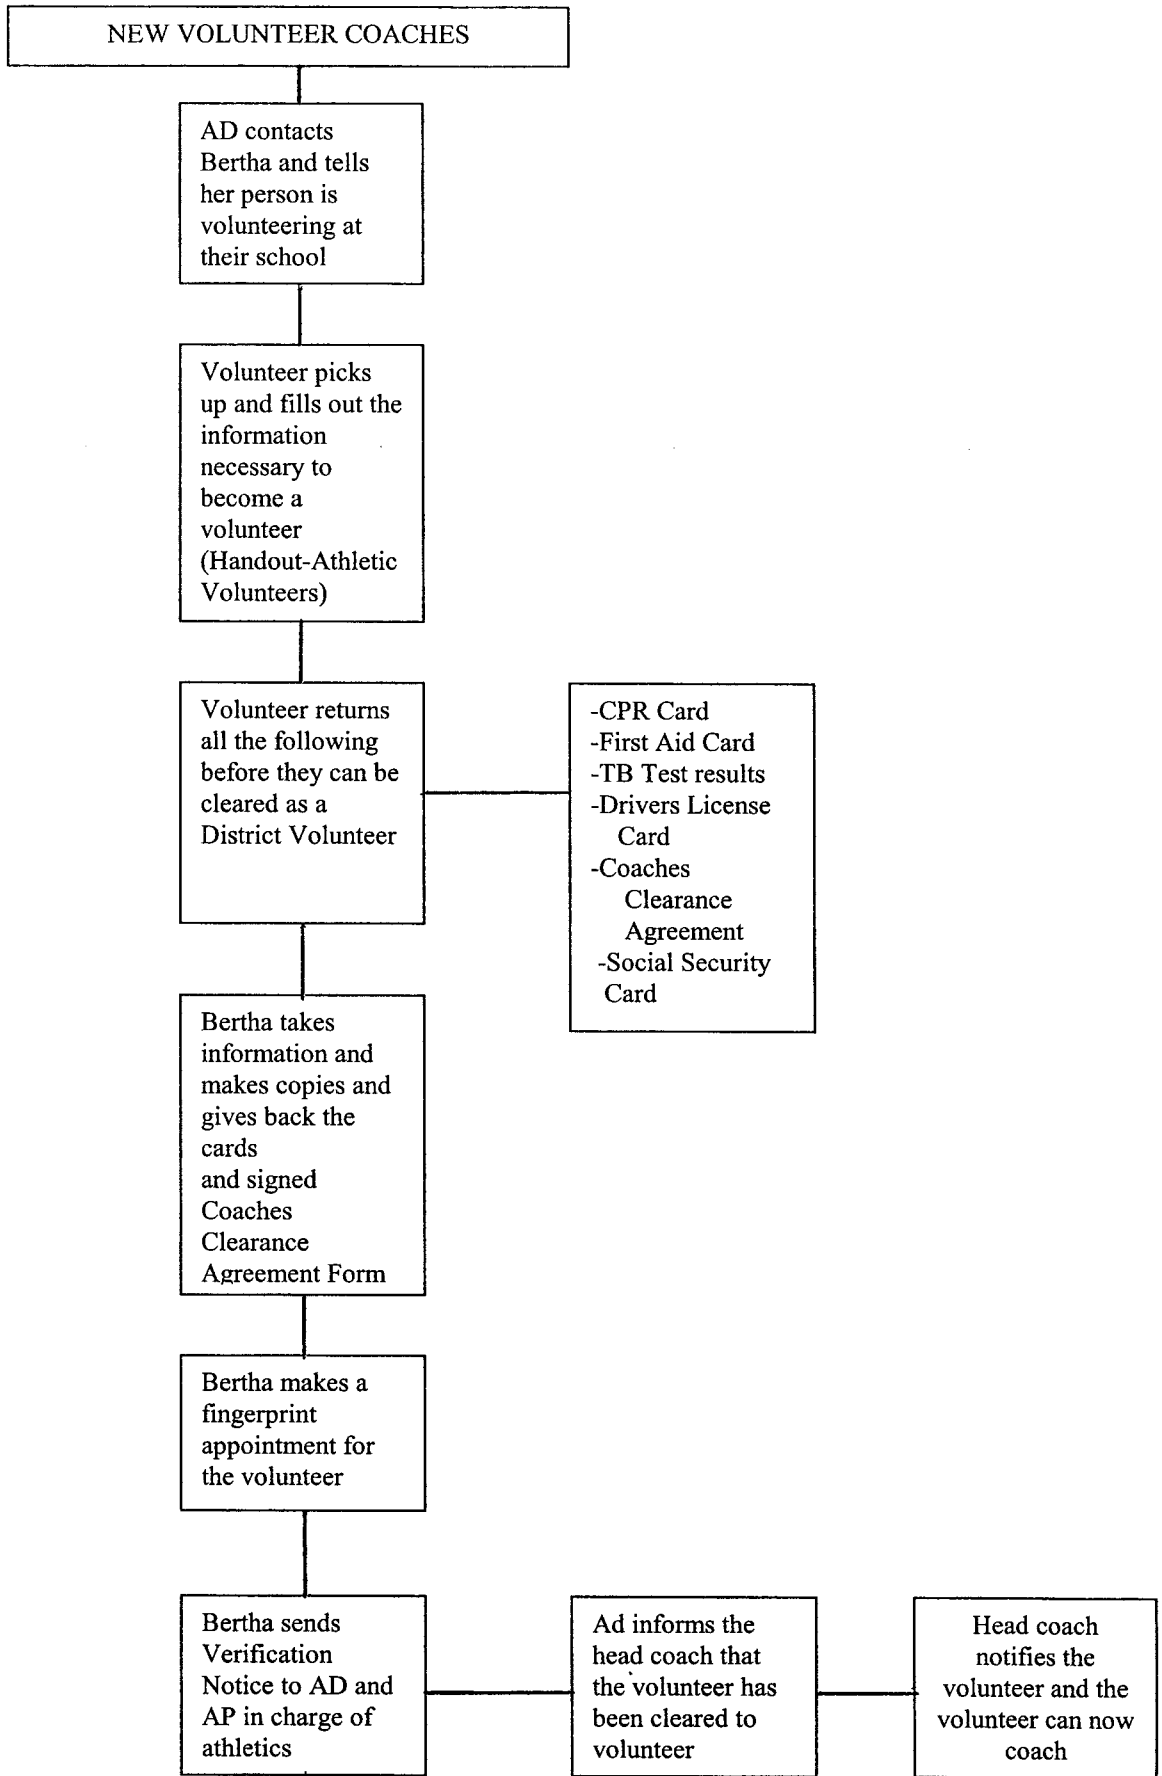 NEW VOLUNTEER COACHES
AD contacts
Bertha and tells
her person is
volunteering at
their school
Volunteer picks
up and fills out the
information
necessary to
become a
volunteer
(Handout-Athletic
Volunteers)
Volunteer returns
all the following
before they can be
cleared as a
District Volunteer
-CPR Card
-First Aid Card
-TB Test results
-Drivers License
Card
-Coaches
Clearance
Agreement
-Social Security
Card
Bertha takes
information and
makes copies and
gives back the
cards
and signed
Coaches
Clearance
Agreement Form
Bertha makes a
fingerprint
appointment for
the volunteer
Bertha sends
Verification
Notice to AD and
AP in charge of
athletics
Ad informs the
head coach that
the volunteer has
been cleared to
volunteer
Head coach
notifies the
volunteer and the
volunteer can now
coach